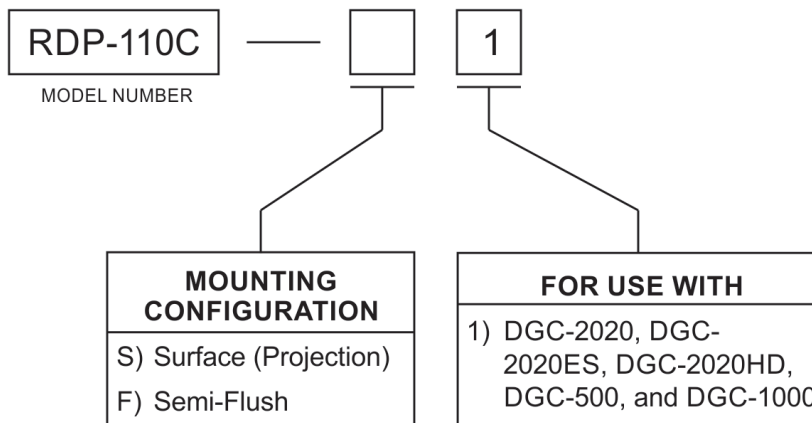 RDP-110C — 1
MODEL NUMBER
MOUNTING
CONFIGURATION
S) Surface (Projection)
F) Semi-Flush
FOR USE WITH
1) DGC-2020, DGC-
2020ES, DGC-2020HD,
DGC-500, and DGC-1000